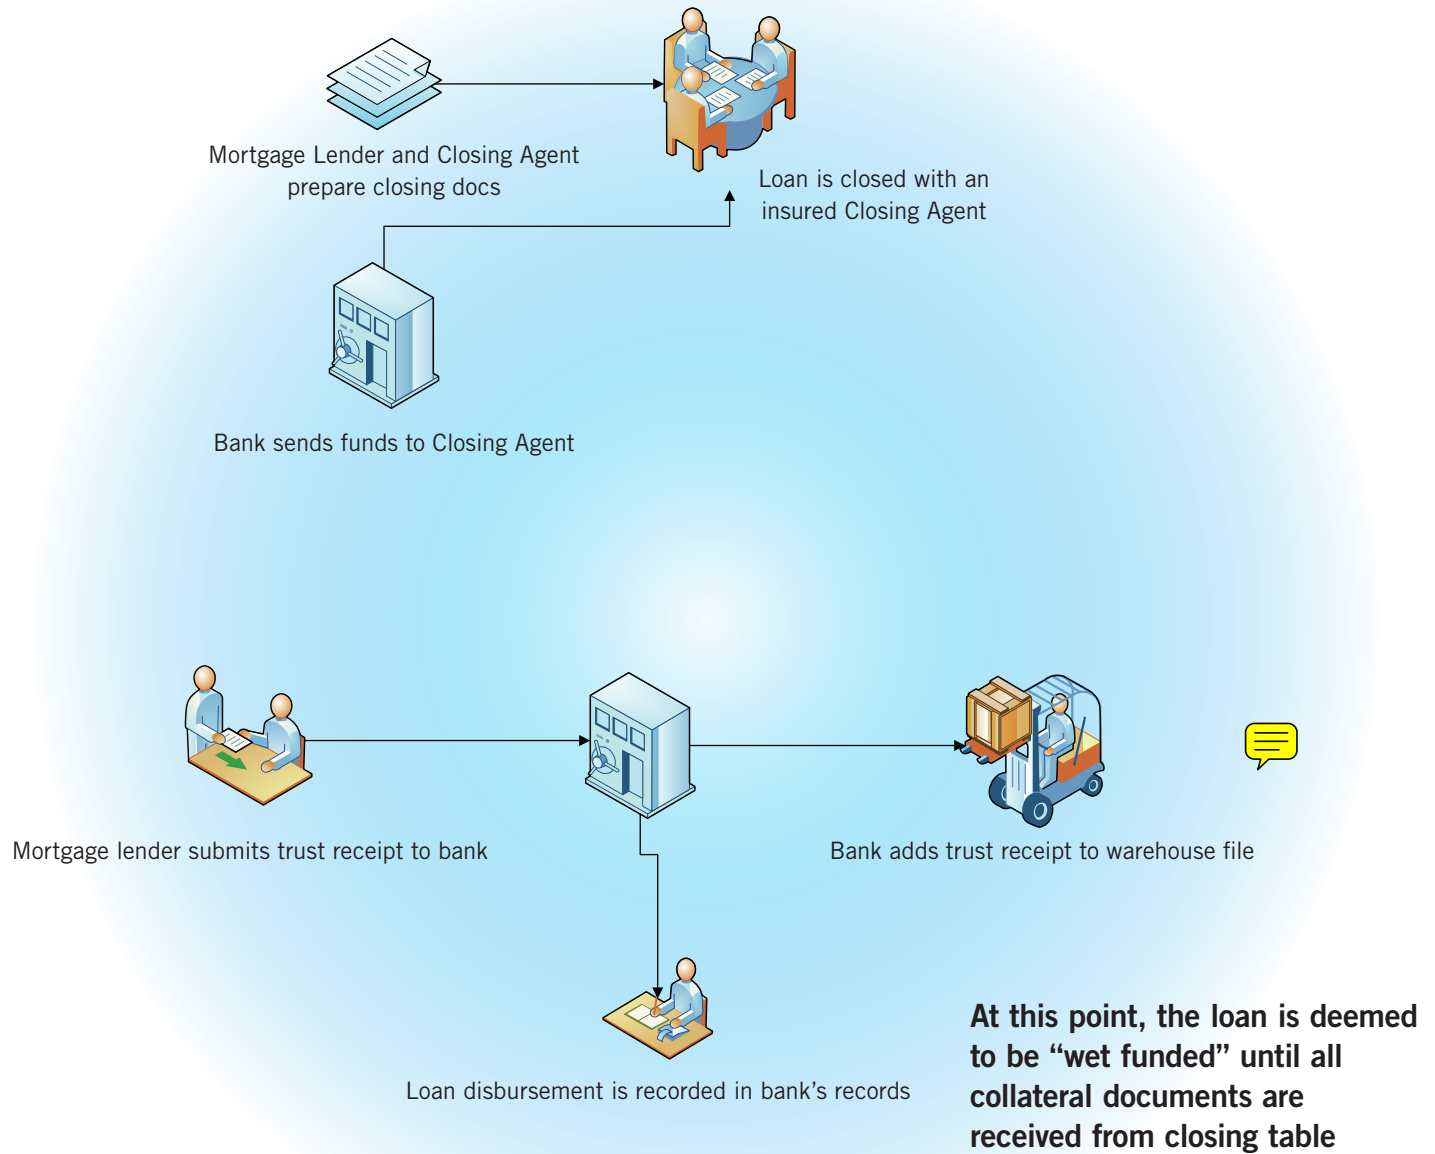 Mortgage Lender and Closing Agent
prepare closing docs
Loan is closed with an
insured Closing Agent
Bank sends funds to Closing Agent
Mortgage lender submits trust receipt to bank
Bank adds trust receipt to warehouse file
Loan disbursement is recorded in bank’s records
At this point, the loan is deemed
to be “wet funded” until all
collateral documents are
received from closing table